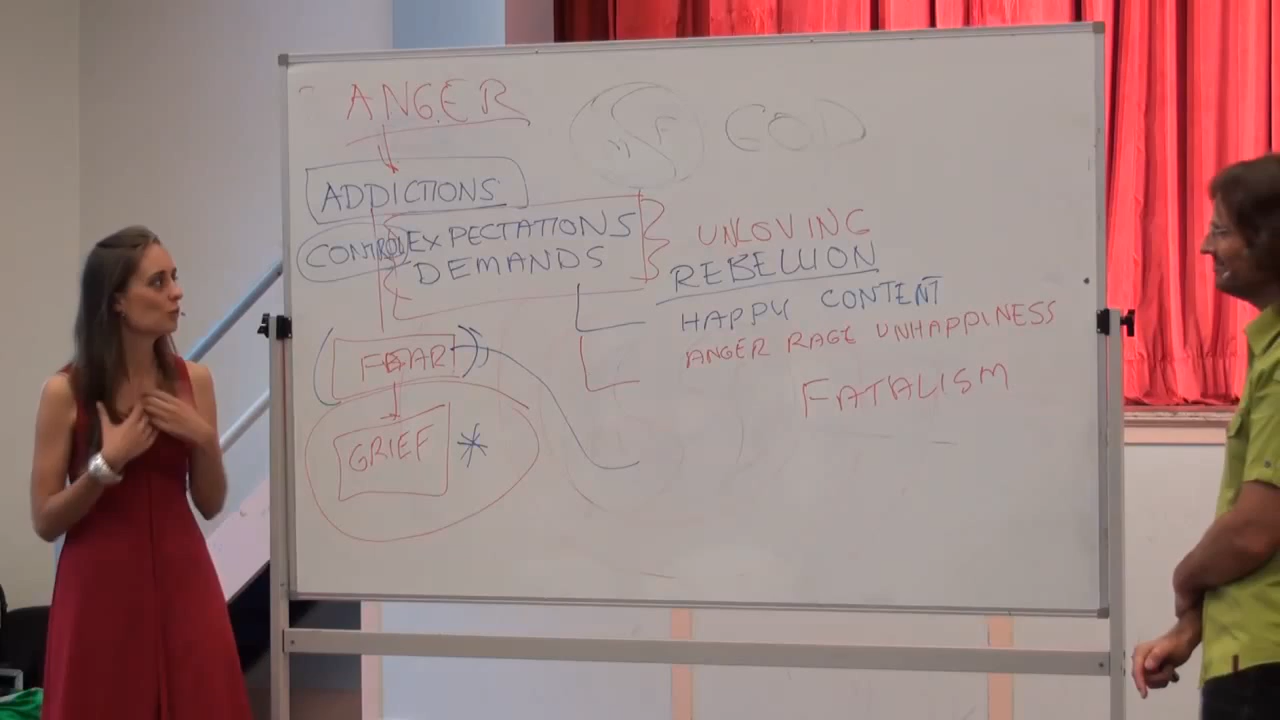 ANGER
M F GOD
ADDICTIONS
CONTROL EXPECTATIONS
DEMANDS
UNLOVING
REBELLION
HAPPY CONTENT
ANGER RAGE UNHAPPINESS
FATALISM
FEAR
GRIEF *